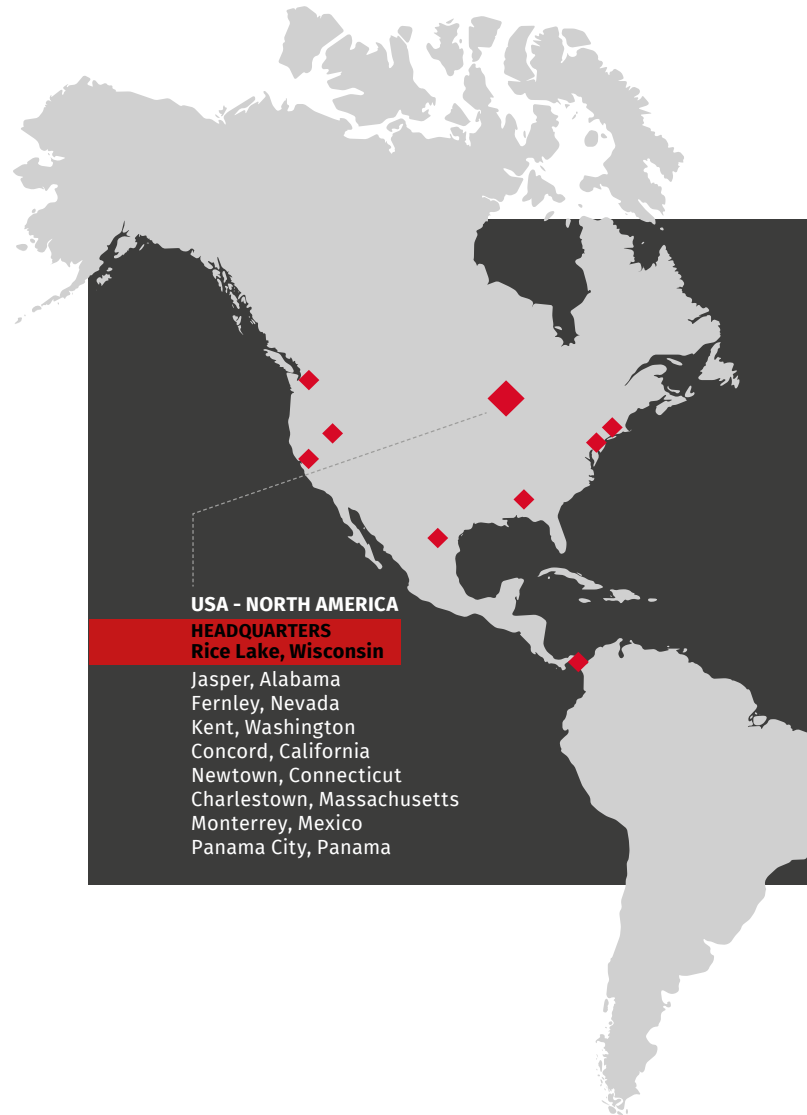 USA - NORTH AMERICA
HEADQUARTERS
Rice Lake, Wisconsin
Jasper, Alabama
Fernley, Nevada
Kent, Washington
Concord, California
Newtown, Connecticut
Charlestown, Massachusetts
Monterrey, Mexico
Panama City, Panama